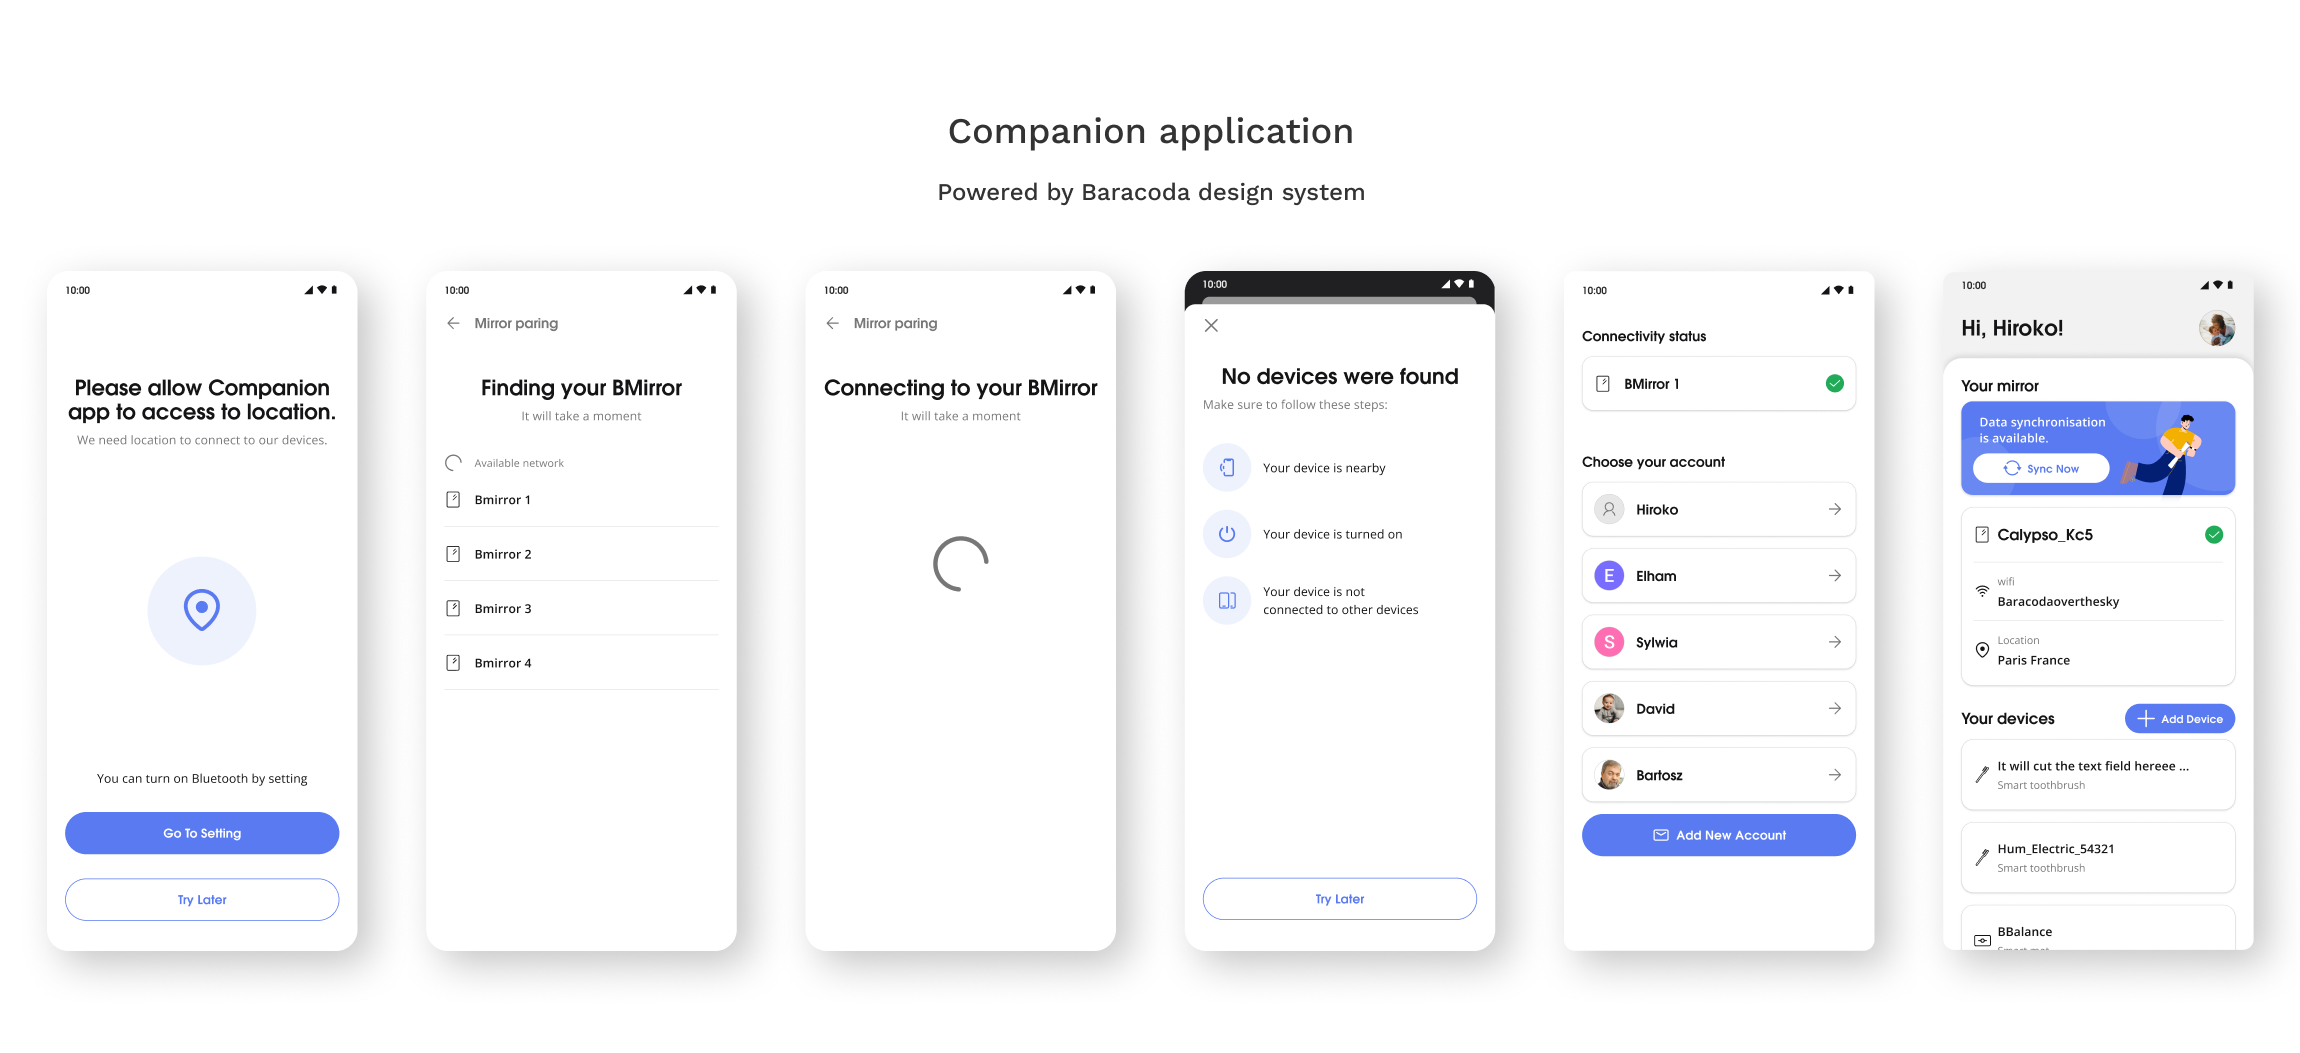 Companion application
Powered by Baracoda design system
10:00
Please allow Companion
app to access to location.
We need location to connect to our devices.
You can turn on Bluetooth by setting
Go To Setting
Try Later
10:00
Mirror paring
Finding your BMirror
It will take a moment
Available network
Bmirror 1
Bmirror 2
Bmirror 3
Bmirror 4
10:00
Mirror paring
Connecting to your BMirror
It will take a moment
10:00
No devices were found
Make sure to follow these steps:
Your device is nearby
Your device is turned on
Your device is not
connected to other devices
Try Later
10:00
Connectivity status
BMirror 1
Choose your account
Hiroko
E
Elham
S
Sylwia
David
Bartosz
Add New Account
10:00
Hi, Hiroko!
Your mirror
Data synchronisation
is available.
Sync Now
Calypso_Kc5
wifi
Baracodaoverthesky
Location
Paris France
Your devices
Add Device
It will cut the text field hereee ...
Smart toothbrush
Hum_Electric_54321
Smart toothbrush
BBalance